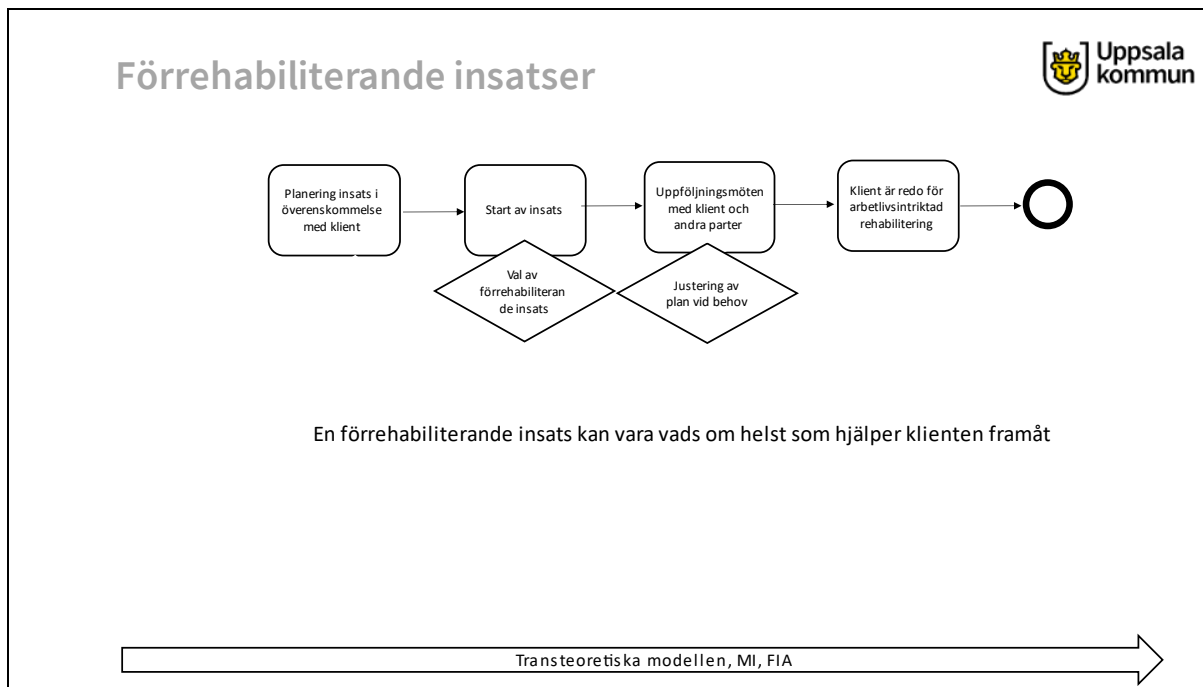 Förrehabiliterande insatser
Uppsala
kommun
Planering insats i
överenskommelse
med klient
Start av insats
Val av
förrehabiliteran
de insats
Uppföljningsmöten
med klient och
andra parter
Justering av
plan vid behov
Klient är redo för
arbetlivsintriktad
rehabilitering
En förrehabiliterande insats kan vara vads om helst som hjälper klienten framåt
Transteoretiska modellen, MI, FIA